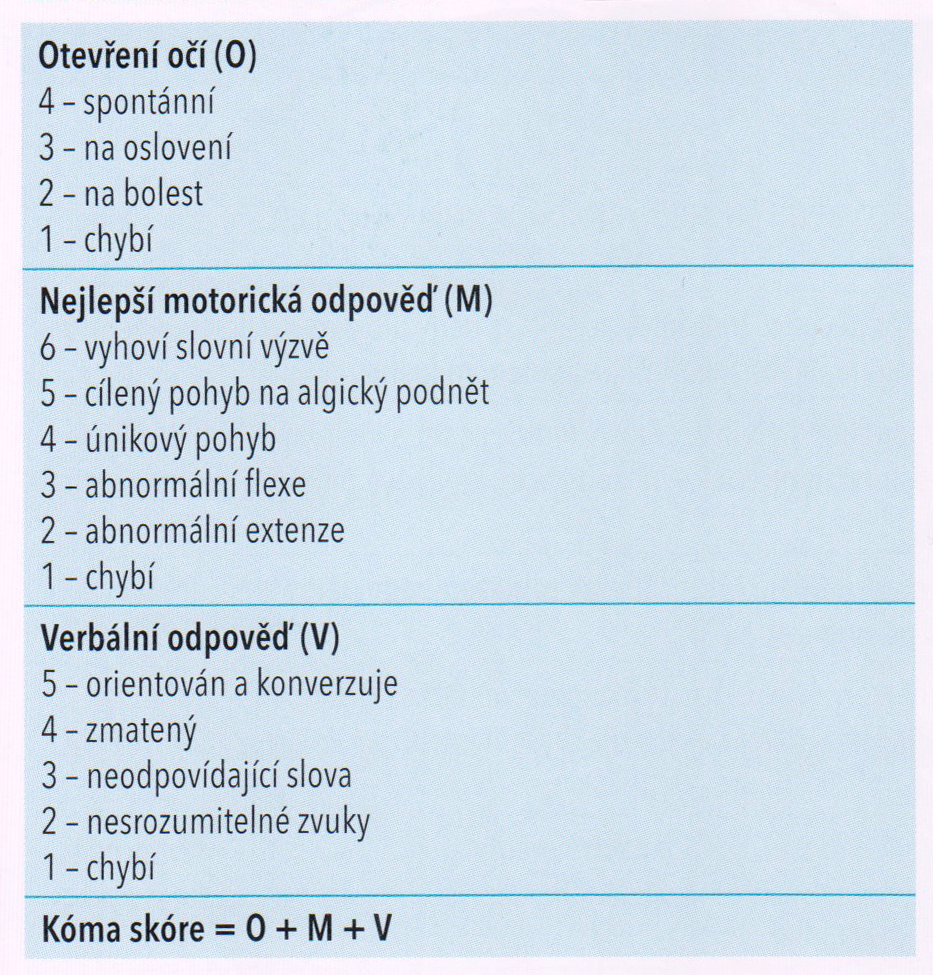 Otevření očí (O)
4 – spontánní
3 – na oslovení
2 – na bolest
1 – chybí
Nejlepší motorická odpověď (M)
6 – vyhoví slovní výzvě
5 – cílený pohyb na algický podnět
4 – únikový pohyb
3 – abnormální flexe
2 – abnormální extenze
1 – chybí
Verbální odpověď (V)
5 – orientován a konverzuje
4 – zmatený
3 – neodpovídající slova
2 – nesrozumitelné zvuky
1 – chybí
Kóma skóre = O + M + V